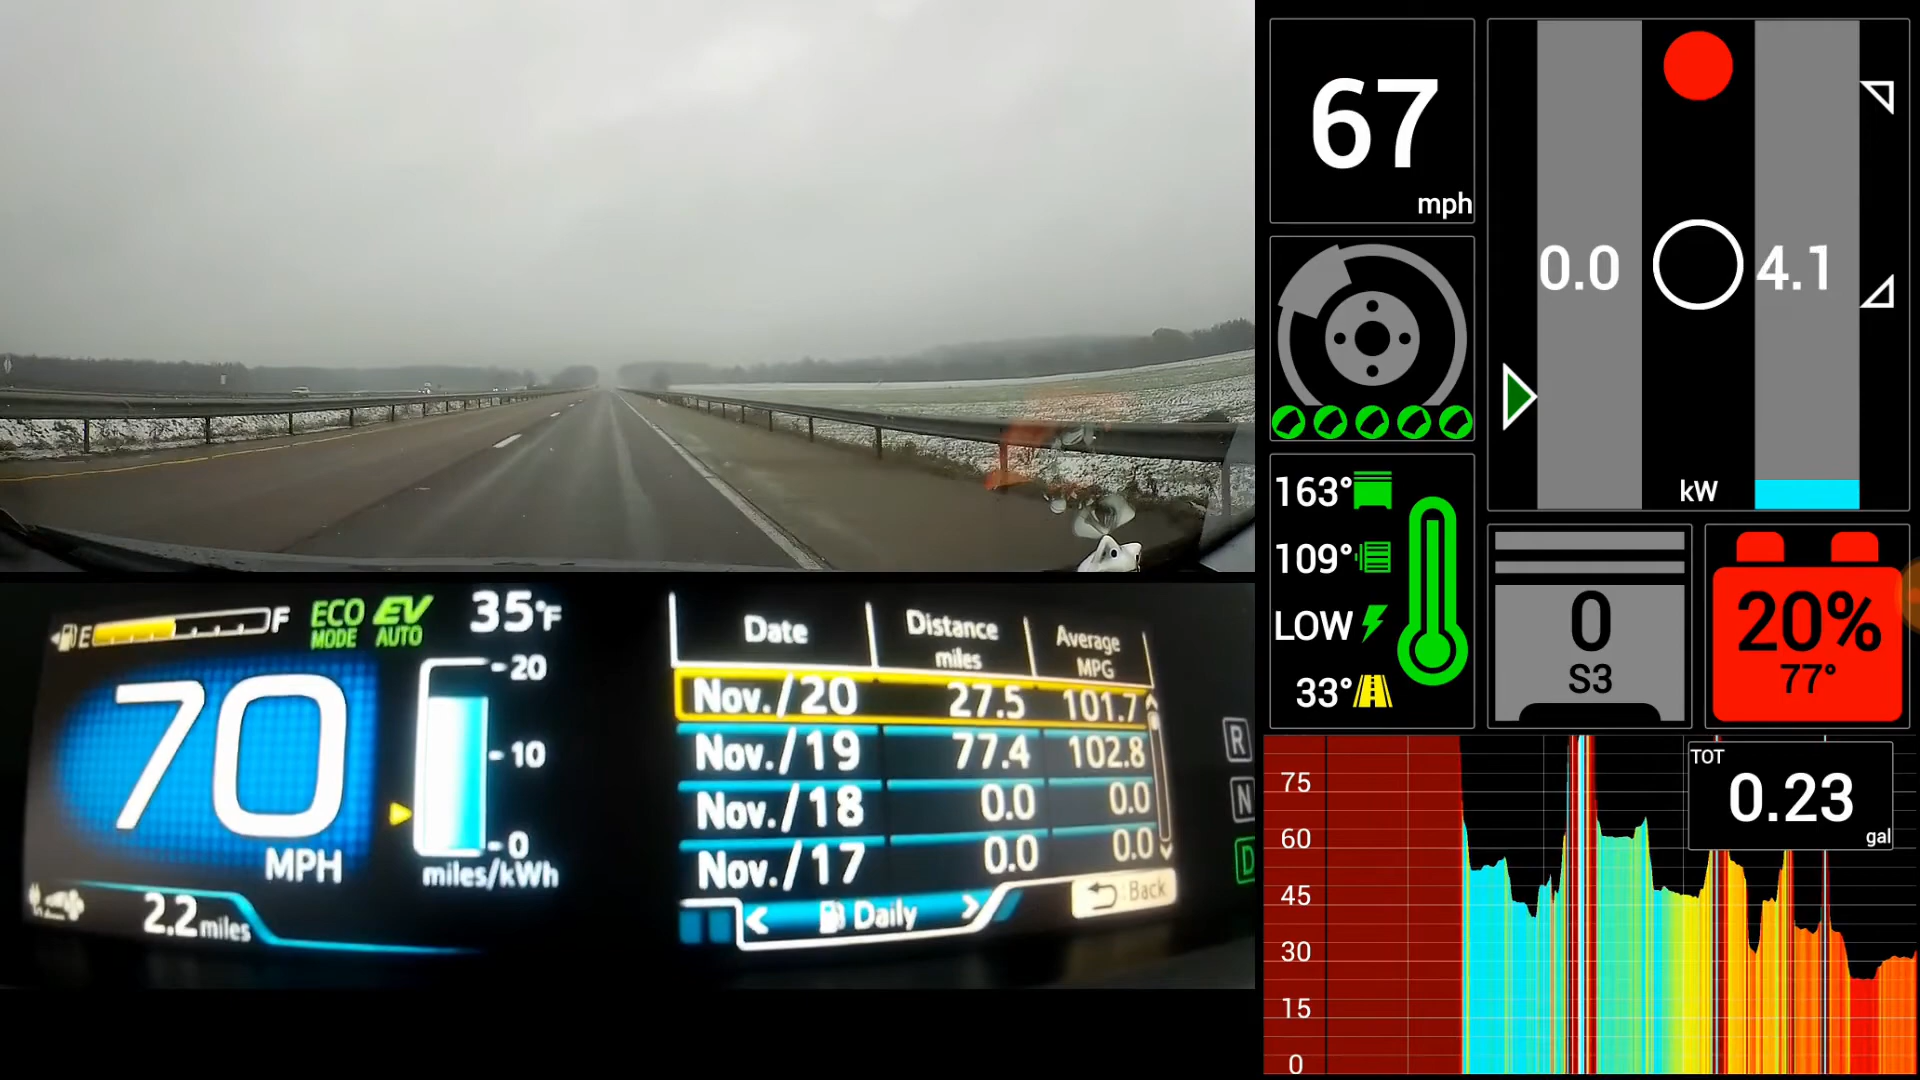 E F
ECO MODE
EV AUTO
35°F
70
MPH
20
10
0
miles/kWh
2.2 miles
Date Distance miles Average MPG
Nov./20 27.5 101.7
Nov./19 77.4 102.8
Nov./18 0.0 0.0
Nov./17 0.0 0.0
< Daily >
Back
R
N
D
67
mph
0.0
4.1
kW
163°
109°
LOW
33°
0
S3
20%
77°
TOT
0.23
gal
75
60
45
30
15
0